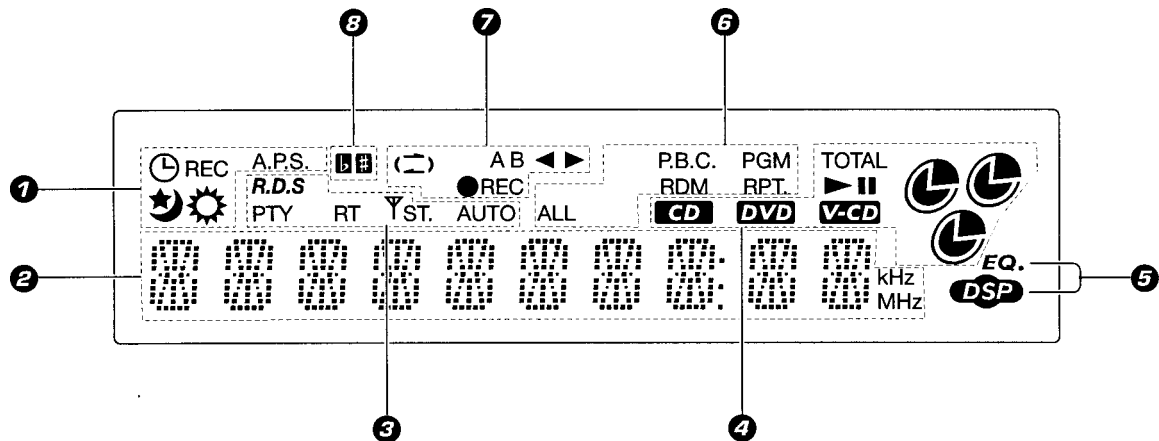 8 7 6
REC A.P.S. ♭ ♯ A B ◀ ▶ P.B.C. PGM TOTAL
1 R.D.S ●REC RDM RPT. ▶ II
PTY RT ST. AUTO ALL CD DVD V-CD
2 kHz EQ. 5
MHz DSP
3 4